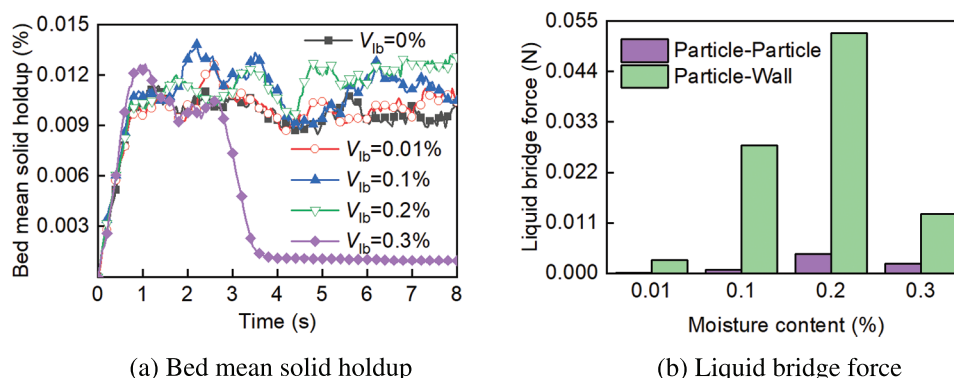 Bed mean solid holdup (%)
0.015
0.012
0.009
0.006
0.003
0 1 2 3 4 5 6 7 8
Time (s)
V_lb=0%
V_lb=0.01%
V_lb=0.1%
V_lb=0.2%
V_lb=0.3%
(a) Bed mean solid holdup
Liquid bridge force (N)
0.055
0.044
0.033
0.022
0.011
0.000
Particle-Particle
Particle-Wall
0.01 0.1 0.2 0.3
Moisture content (%)
(b) Liquid bridge force